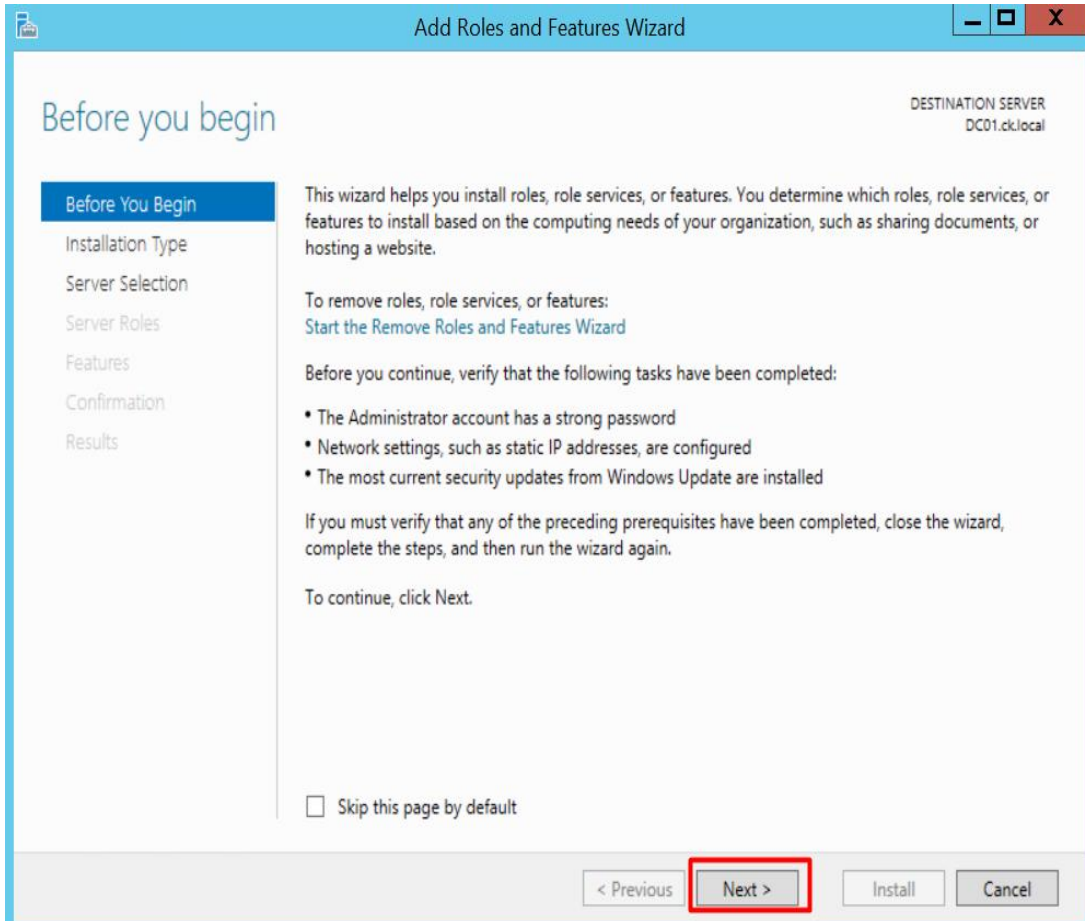 Add Roles and Features Wizard
X
Before you begin
DESTINATION SERVER
DC01.ck.local
Before You Begin
Installation Type
Server Selection
Server Roles
Features
Confirmation
Results
This wizard helps you install roles, role services, or features. You determine which roles, role services, or
features to install based on the computing needs of your organization, such as sharing documents, or
hosting a website.
To remove roles, role services, or features:
Start the Remove Roles and Features Wizard
Before you continue, verify that the following tasks have been completed:
• The Administrator account has a strong password
• Network settings, such as static IP addresses, are configured
• The most current security updates from Windows Update are installed
If you must verify that any of the preceding prerequisites have been completed, close the wizard,
complete the steps, and then run the wizard again.
To continue, click Next.
Skip this page by default
< Previous
Next >
Install
Cancel